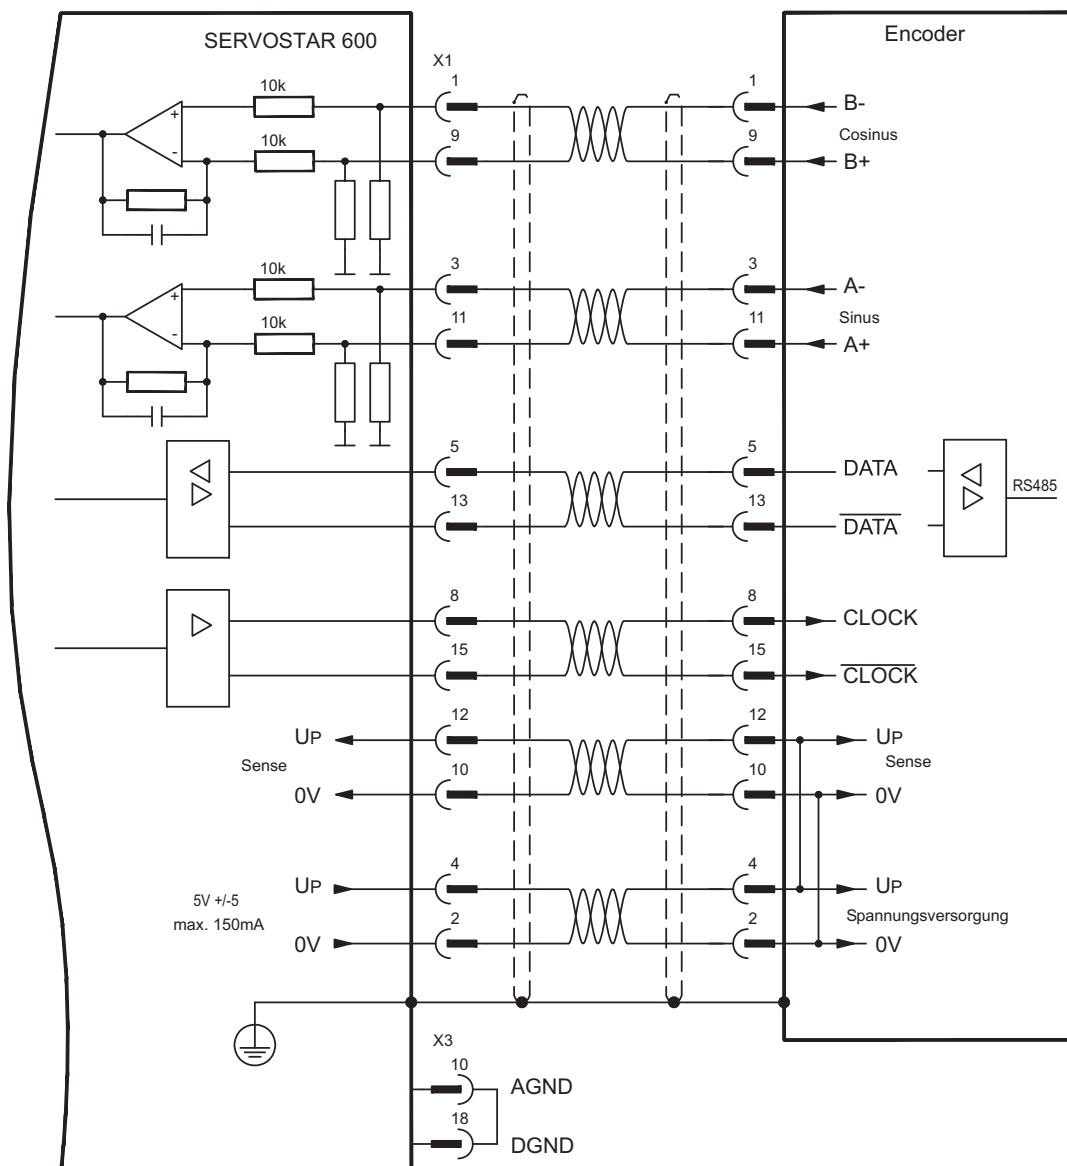 SERVOSTAR 600
Encoder
X1
10k
1
1
B-
+
Cosinus
10k
9
9
B+
-
10k
3
3
A-
+
Sinus
10k
11
11
A+
-
5
5
DATA
RS485
13
13
DATA
8
8
CLOCK
15
15
CLOCK
UP
12
12
UP
Sense
Sense
0V
10
10
0V
UP
4
4
UP
5V +/-5
max. 150mA
Spannungsversorgung
0V
2
2
0V
X3
10
AGND
18
DGND